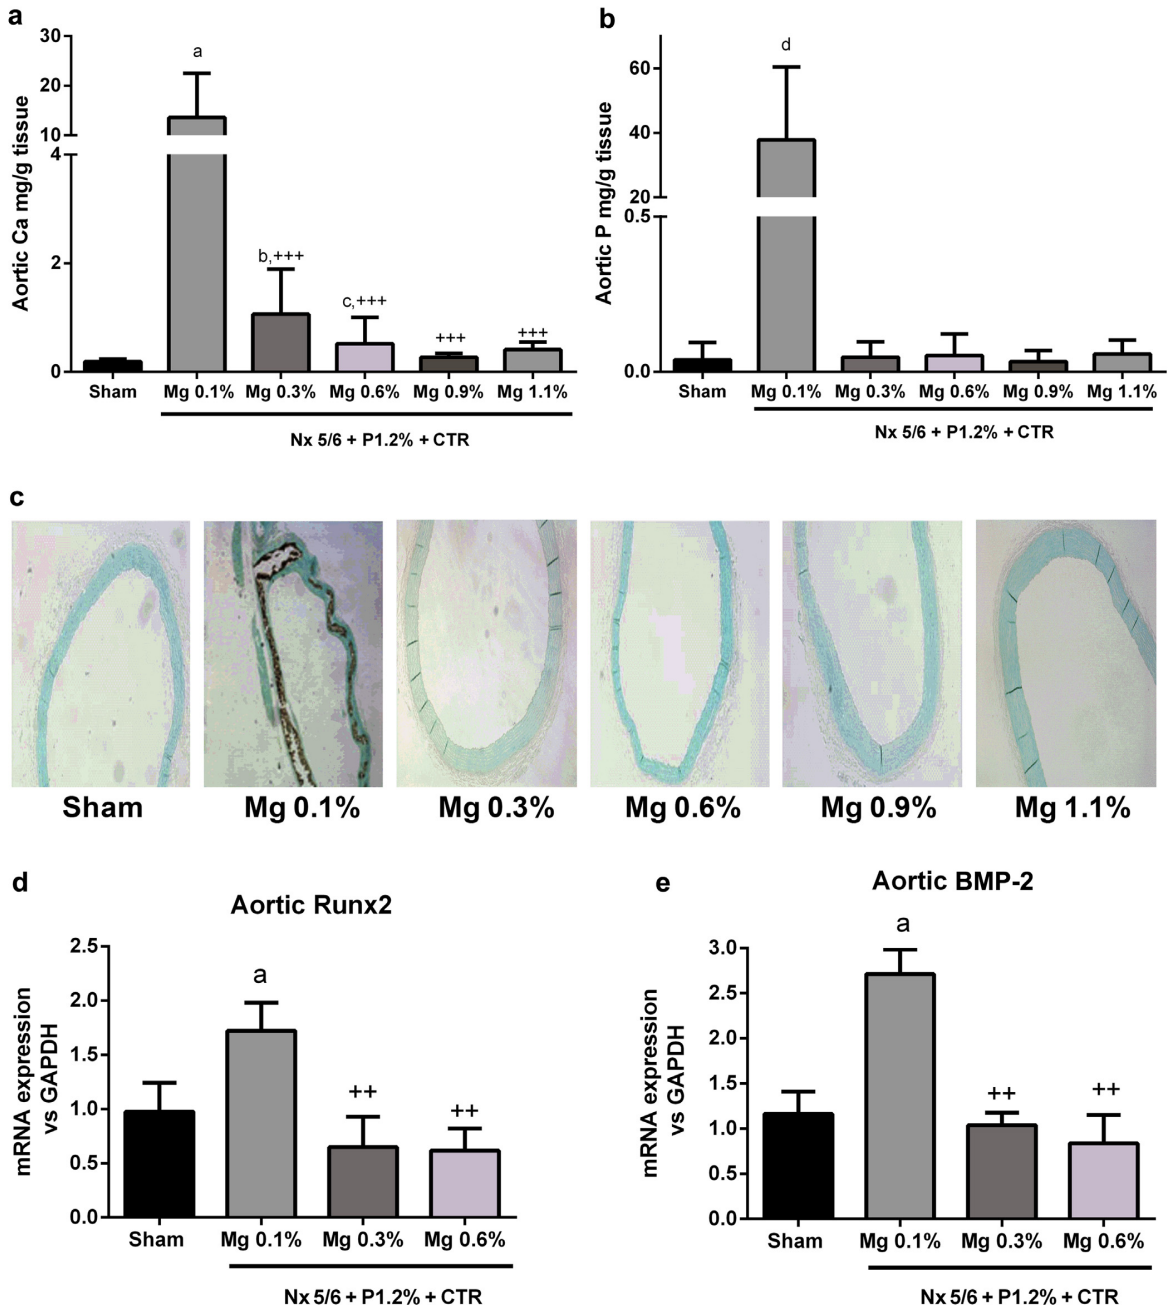 a
30
20
10
4
2
0
Aortic Ca mg/g tissue
a
b,+++
c,+++
+++
+++
Sham Mg 0.1% Mg 0.3% Mg 0.6% Mg 0.9% Mg 1.1%
Nx 5/6 + P1.2% + CTR
b
60
40
20
0.5
0.0
Aortic P mg/g tissue
d
Sham Mg 0.1% Mg 0.3% Mg 0.6% Mg 0.9% Mg 1.1%
Nx 5/6 + P1.2% + CTR
c
Sham Mg 0.1% Mg 0.3% Mg 0.6% Mg 0.9% Mg 1.1%
d
Aortic Runx2
2.5
2.0
1.5
1.0
0.5
0.0
mRNA expression
vs GAPDH
a
++
++
Sham Mg 0.1% Mg 0.3% Mg 0.6%
Nx 5/6 + P1.2% + CTR
e
Aortic BMP-2
3.0
2.5
2.0
1.5
1.0
0.5
0.0
mRNA expression
vs GAPDH
a
++
++
Sham Mg 0.1% Mg 0.3% Mg 0.6%
Nx 5/6 + P1.2% + CTR